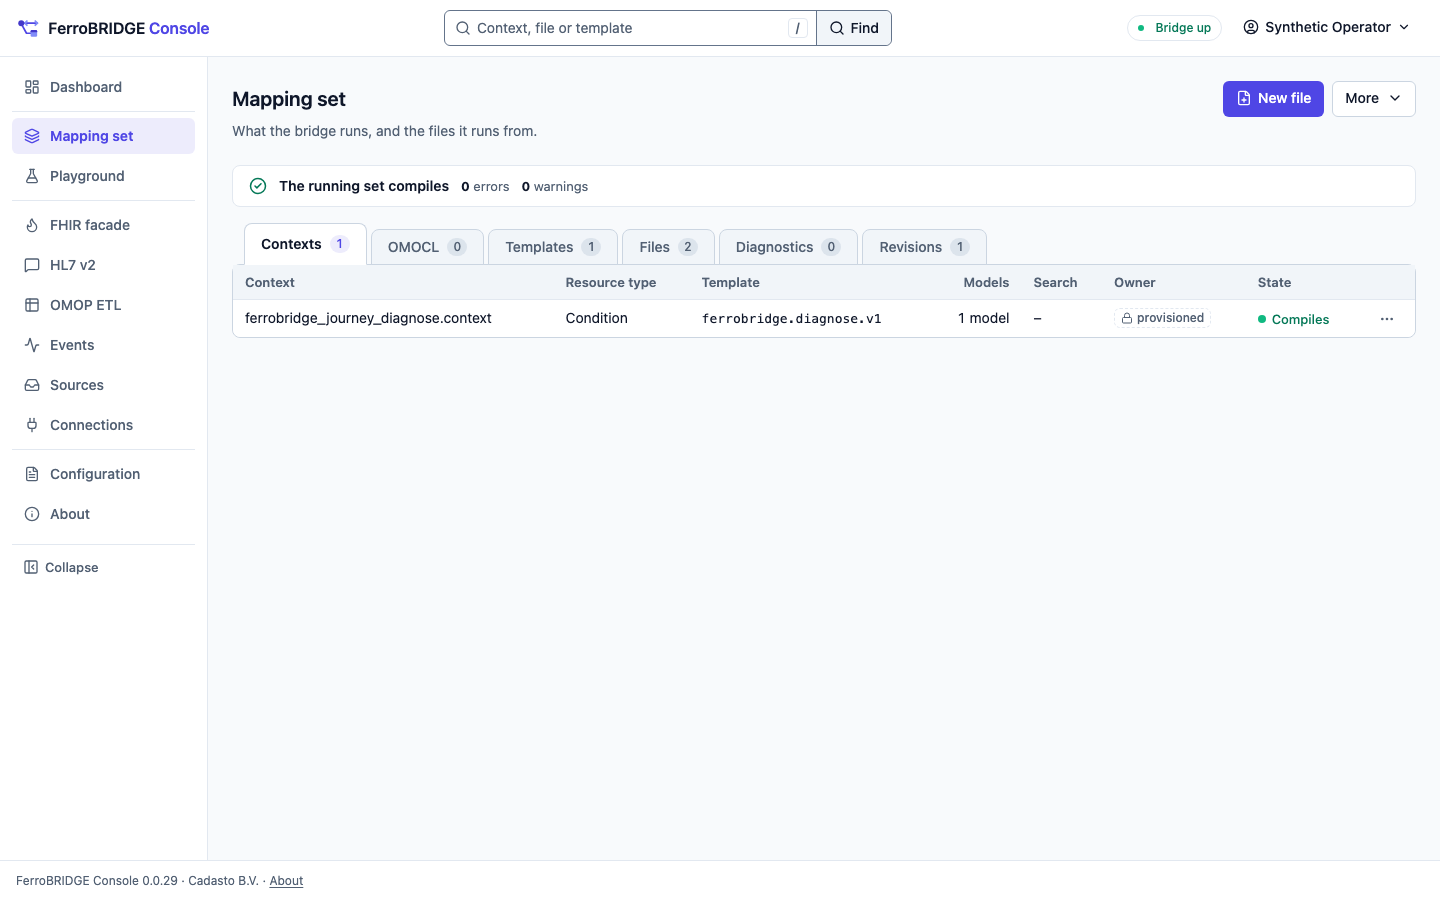 FerroBRIDGE Console
Context, file or template
/
Find
Bridge up
Synthetic Operator
Dashboard
Mapping set
Playground
FHIR facade
HL7 v2
OMOP ETL
Events
Sources
Connections
Configuration
About
Collapse
Mapping set
New file
More
What the bridge runs, and the files it runs from.
The running set compiles 0 errors 0 warnings
Contexts 1
OMOCL 0
Templates 1
Files 2
Diagnostics 0
Revisions 1
Context Resource type Template Models Search Owner State
ferrobridge_journey_diagnose.context Condition ferrobridge.diagnose.v1 1 model – provisioned Compiles ···
FerroBRIDGE Console 0.0.29 · Cadasto B.V. · About